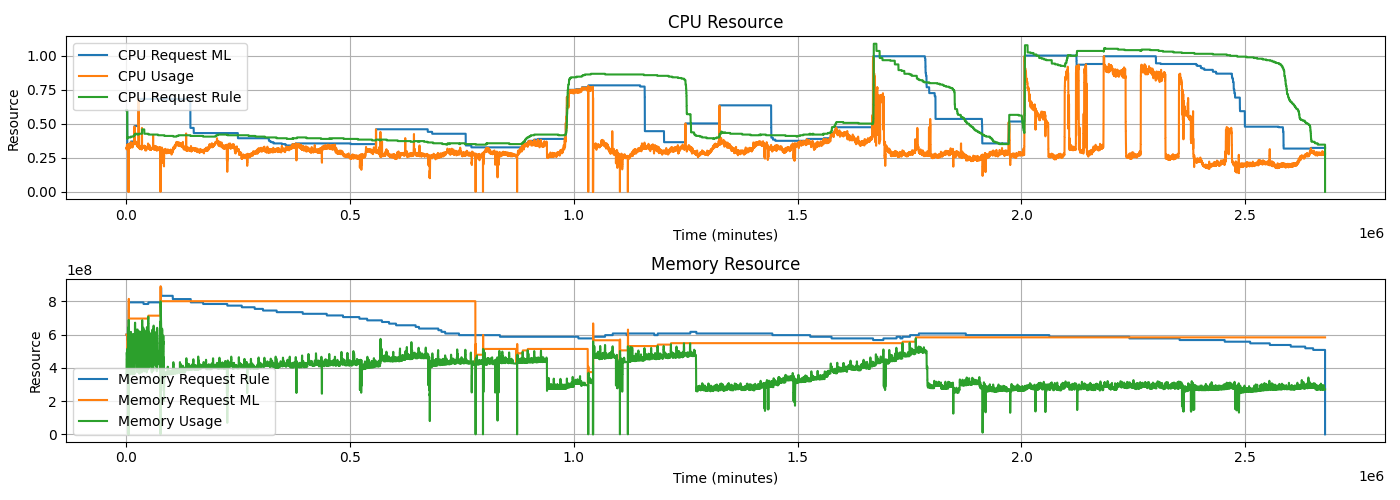 CPU Resource
CPU Request ML
CPU Usage
CPU Request Rule
Resource
1.00
0.75
0.50
0.25
0.00
0.0 0.5 1.0 1.5 2.0 2.5
Time (minutes) 1e6
1e8 Memory Resource
Resource
8
6
4
2
0
Memory Request Rule
Memory Request ML
Memory Usage
0.0 0.5 1.0 1.5 2.0 2.5
Time (minutes) 1e6